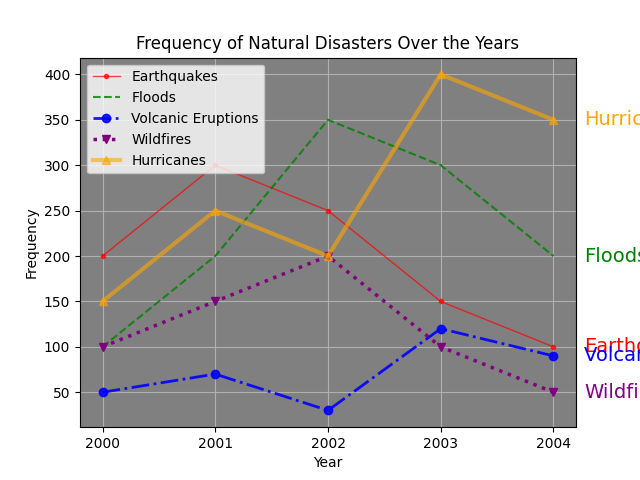 Frequency of Natural Disasters Over the Years
Earthquakes
Floods
Volcanic Eruptions
Wildfires
Hurricanes
Frequency
400
350
300
250
200
150
100
50
2000 2001 2002 2003 2004
Year
Hurric
Floods
Earthq
Volcan
Wildfi